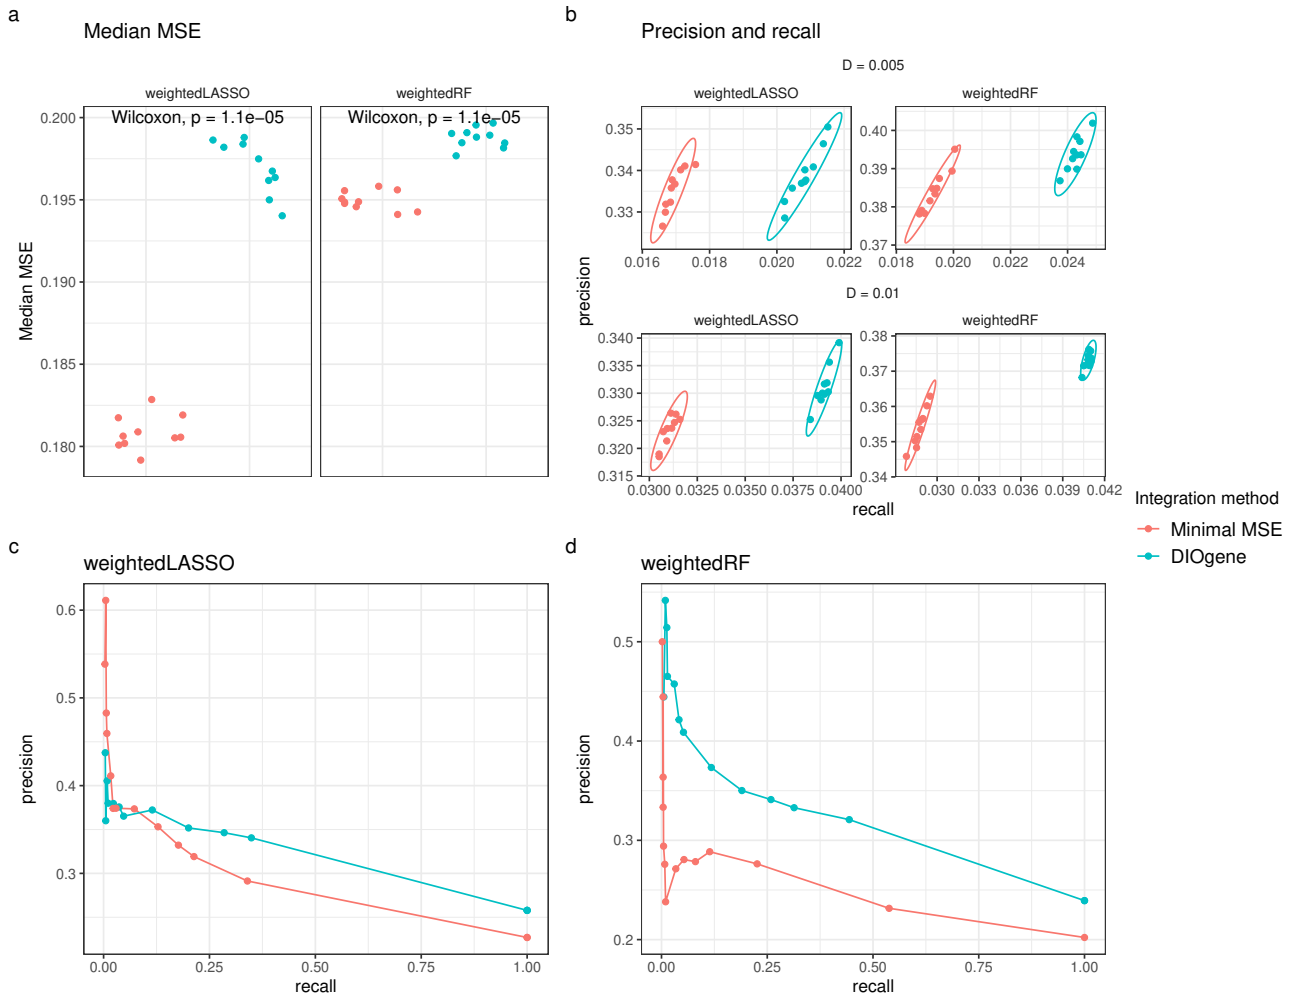 a
Median MSE
weightedLASSO
weightedRF
Wilcoxon, p = 1.1e−05
Wilcoxon, p = 1.1e−05
Median MSE
0.200
0.195
0.190
0.185
0.180
b
Precision and recall
D = 0.005
weightedLASSO
weightedRF
0.35
0.34
0.33
0.016
0.018
0.020
0.022
0.40
0.39
0.38
0.37
0.018
0.020
0.022
0.024
precision
D = 0.01
weightedLASSO
weightedRF
0.340
0.335
0.330
0.325
0.320
0.315
0.0300
0.0325
0.0350
0.0375
0.0400
0.38
0.37
0.36
0.35
0.34
0.030
0.033
0.036
0.039
0.042
recall
Integration method
Minimal MSE
DIOgene
c
weightedLASSO
precision
0.6
0.5
0.4
0.3
0.00
0.25
0.50
0.75
1.00
recall
d
weightedRF
precision
0.5
0.4
0.3
0.2
0.00
0.25
0.50
0.75
1.00
recall